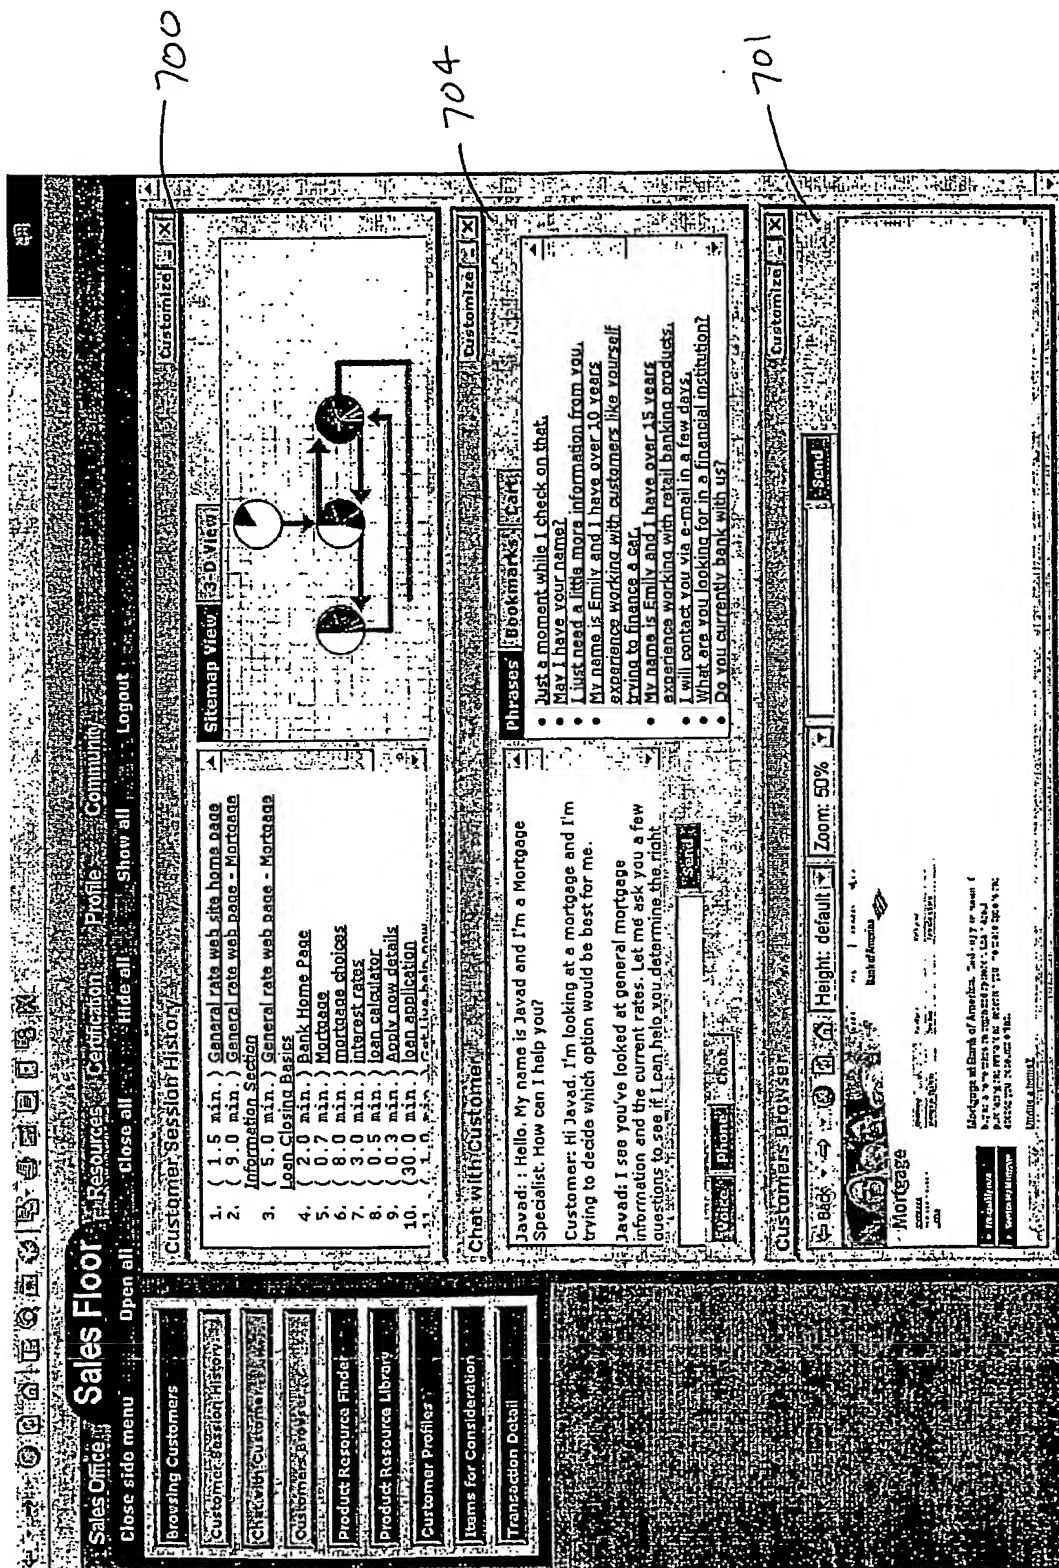 Sales Office
Sales Floor
Resources
Certification
Profile
Community
Close side menu
Open all
Close all
Hide all
Show all
Logout
Browsing Customers
Customer Session History
Chat with Customer
Customers Browser
Product Resource Finder
Product Resource Library
Customer Profiles
Items for Consideration
Transaction Detail
Customer Session History
Customize
700
1. ( 1.5 min.) General rate web site home page
2. ( 9.0 min.) General rate web page - Mortgage
Information Section
3. ( 5.0 min.) General rate web page - Mortgage
Loan Closing Basics
4. ( 2.0 min.) Bank Home Page
5. ( 0.7 min.) Mortgage
6. ( 8.0 min.) mortgage choices
7. ( 3.0 min.) interest rates
8. ( 0.5 min.) loan calculator
9. ( 0.3 min.) Apply now details
10. (30.0 min.) loan application
Sitemap View
3-D View
Chat with Customer
Customize
704
Javad: : Hello. My name is Javad and I'm a Mortgage
Specialist. How can I help you?
Customer: Hi Javad. I'm looking at a mortgage and I'm
trying to decide which option would be best for me.
Javad: I see you've looked at general mortgage
information and the current rates. Let me ask you a few
questions to see if I can help you determine the right
Send
Phone
Chat
Phrases
Bookmarks
Cart
• Just a moment while I check on that.
• May I have your name?
• I just need a little more information from you.
• My name is Emily and I have over 10 years
experience working with customers like yourself
trying to finance a car.
• My name is Emily and I have over 15 years
experience working with retail banking products.
• I will contact you via e-mail in a few days.
• What are you looking for in a financial institution?
• Do you currently bank with us?
Customers Browser
Customize
701
Back
Height: default
Zoom: 50%
Send
Mortgage